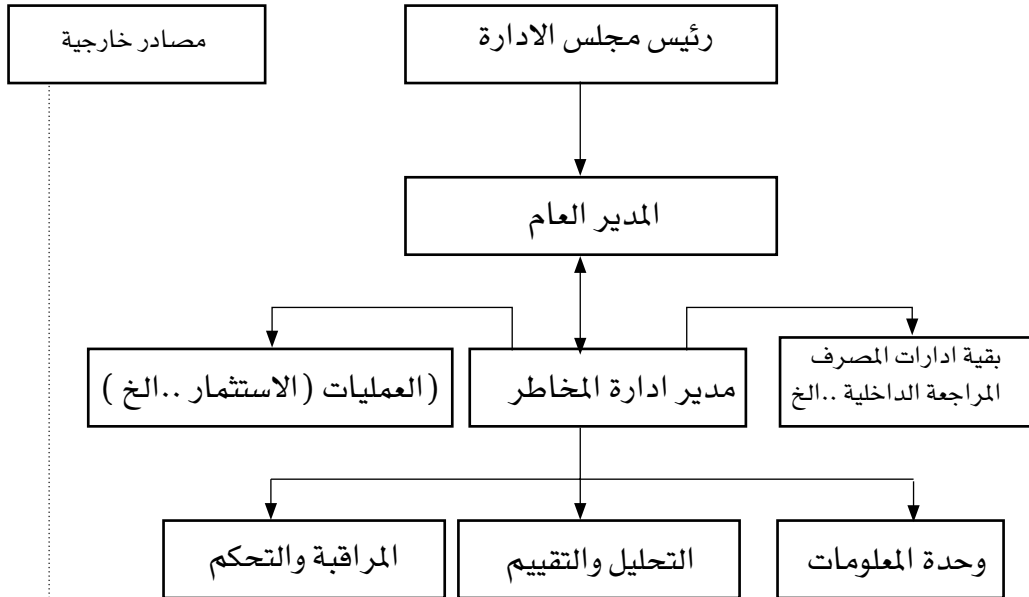 رئيس مجلس الادارة
مصادر خارجية
المدير العام
بقية ادارات المصرف
المراجعة الداخلية ..الخ
مدير ادارة المخاطر
العمليات (الاستثمار ..الخ )
وحدة المعلومات
التحليل والتقييم
المراقبة والتحكم